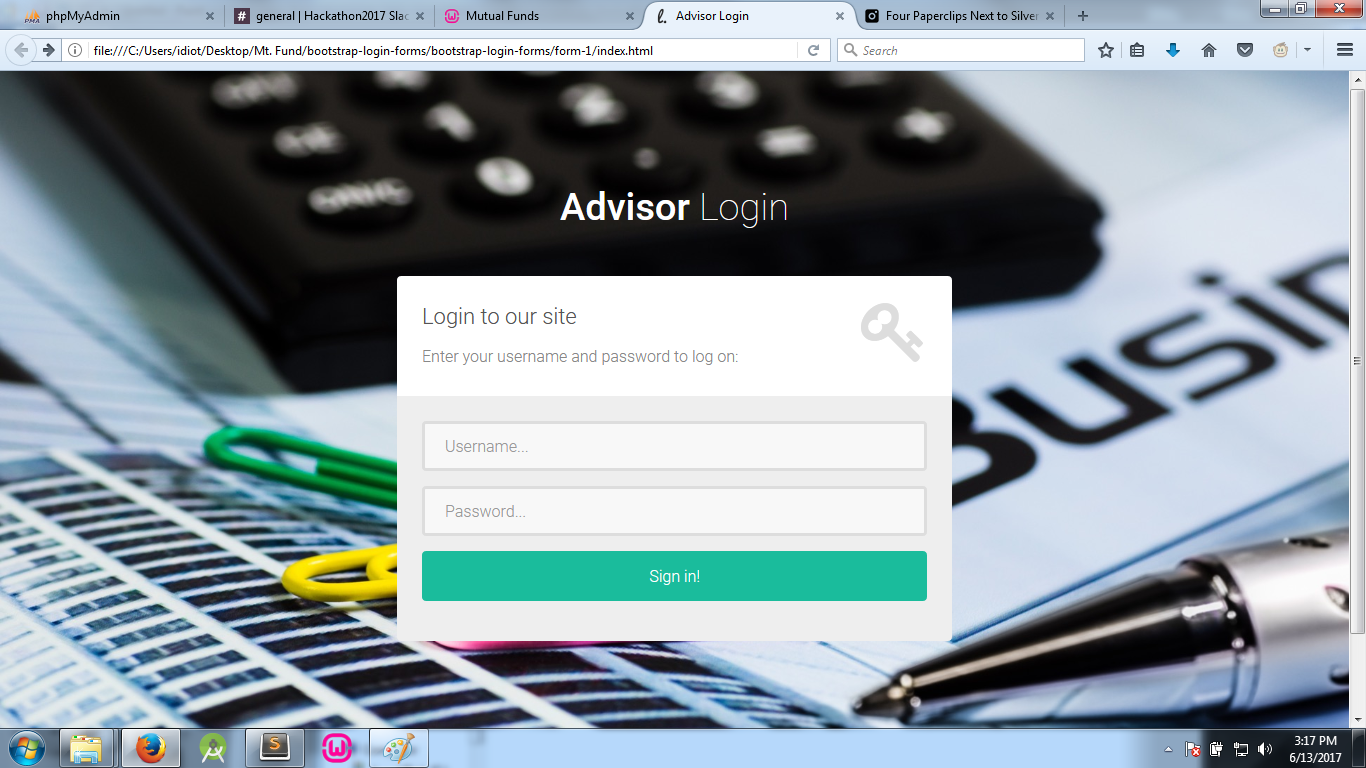 phpMyAdmin
general | Hackathon2017 Slac
Mutual Funds
Advisor Login
Four Paperclips Next to Silver
file:///C:/Users/idiot/Desktop/Mt. Fund/bootstrap-login-forms/bootstrap-login-forms/form-1/index.html
Search
Advisor Login
Login to our site
Enter your username and password to log on:
Username...
Password...
Sign in!
3:17 PM
6/13/2017